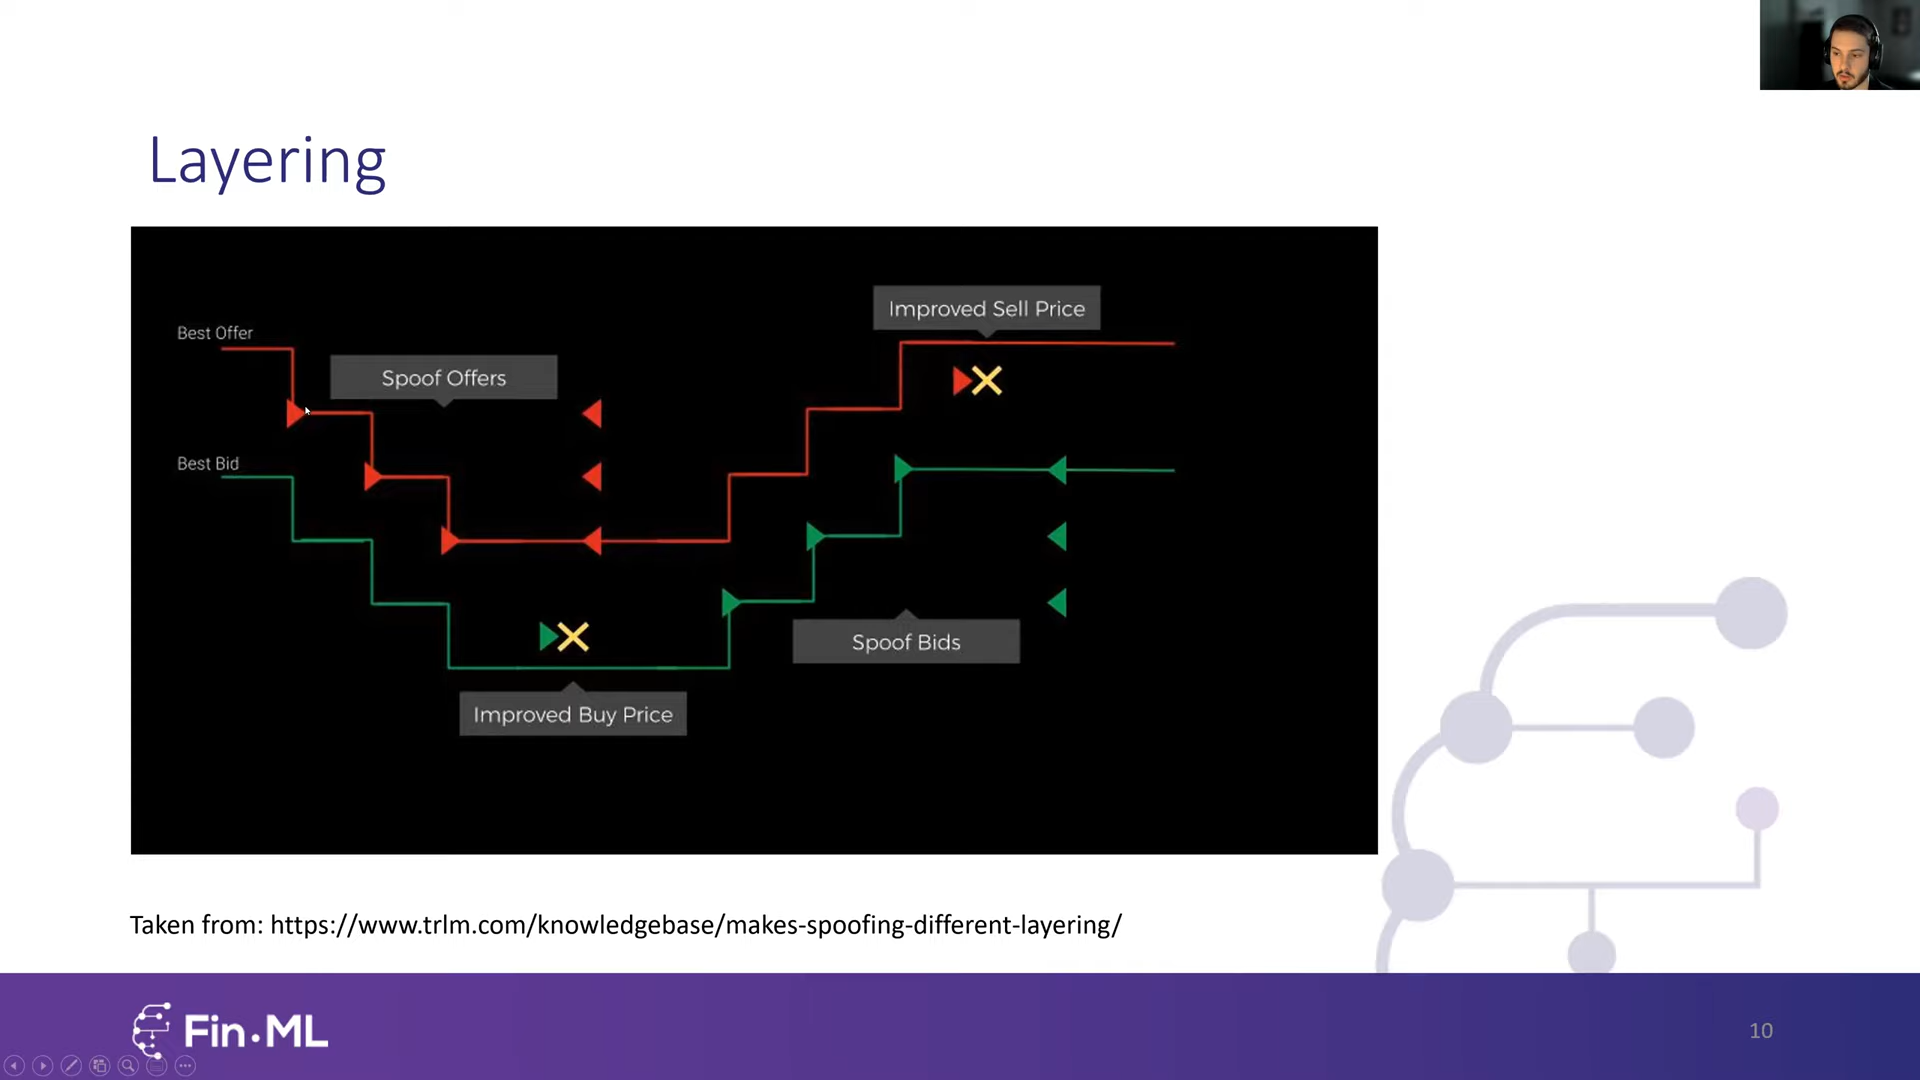 Layering
Improved Sell Price
Best Offer
Spoof Offers
Best Bid
Spoof Bids
Improved Buy Price
Taken from: https://www.trlm.com/knowledgebase/makes-spoofing-different-layering/
Fin·ML
10